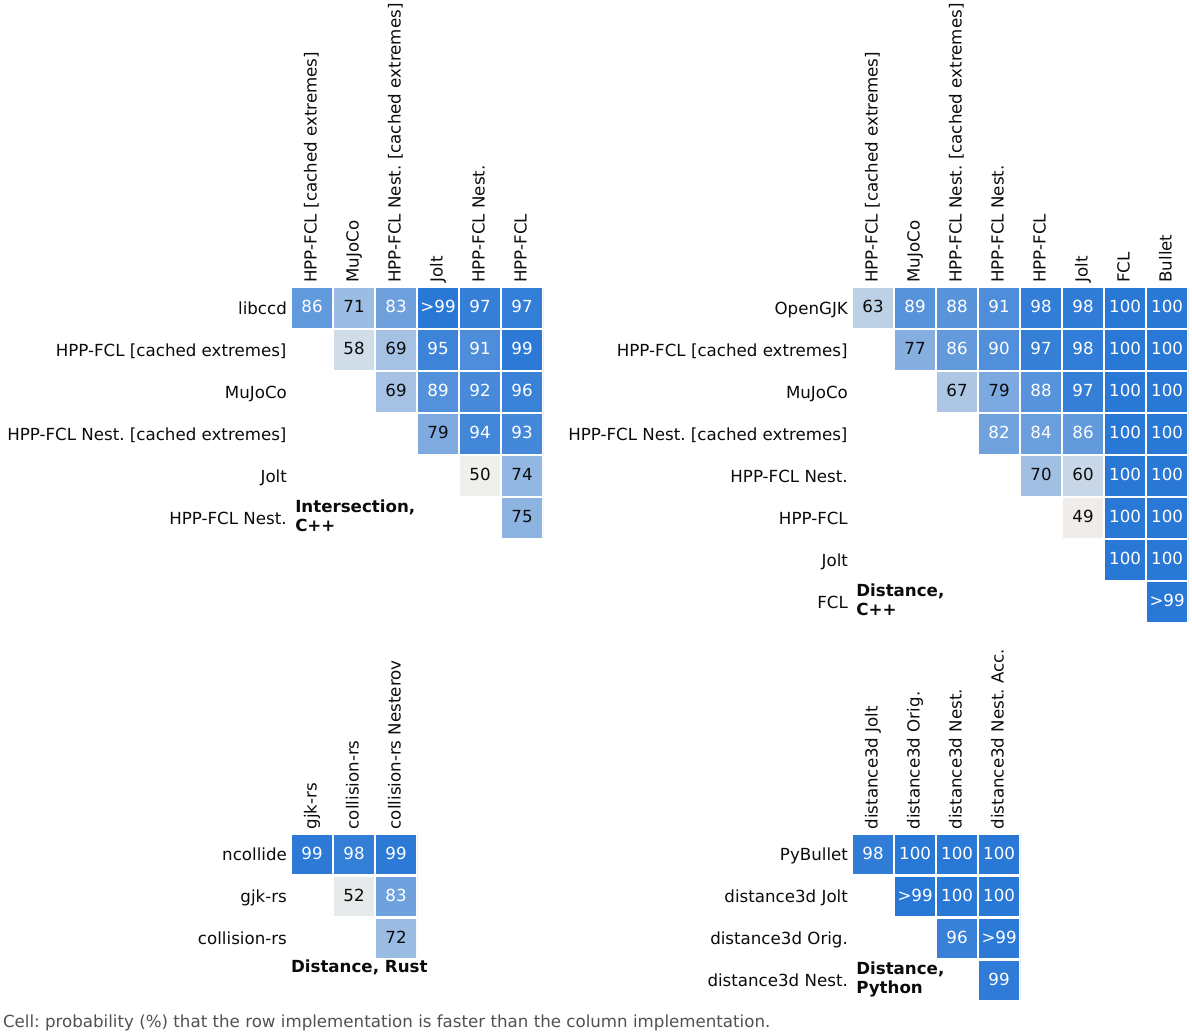 HPP-FCL [cached extremes]
MuJoCo
HPP-FCL Nest. [cached extremes]
Jolt
HPP-FCL Nest.
HPP-FCL
libccd 86 71 83 >99 97 97
HPP-FCL [cached extremes] 58 69 95 91 99
MuJoCo 69 89 92 96
HPP-FCL Nest. [cached extremes] 79 94 93
Jolt 50 74
HPP-FCL Nest. 75
Intersection,
C++
HPP-FCL [cached extremes]
MuJoCo
HPP-FCL Nest. [cached extremes]
HPP-FCL Nest.
HPP-FCL
Jolt
FCL
Bullet
OpenGJK 63 89 88 91 98 98 100 100
HPP-FCL [cached extremes] 77 86 90 97 98 100 100
MuJoCo 67 79 88 97 100 100
HPP-FCL Nest. [cached extremes] 82 84 86 100 100
HPP-FCL Nest. 70 60 100 100
HPP-FCL 49 100 100
Jolt 100 100
FCL >99
Distance,
C++
gjk-rs
collision-rs
collision-rs Nesterov
ncollide 99 98 99
gjk-rs 52 83
collision-rs 72
Distance, Rust
distance3d Jolt
distance3d Orig.
distance3d Nest.
distance3d Nest. Acc.
PyBullet 98 100 100 100
distance3d Jolt >99 100 100
distance3d Orig. 96 >99
distance3d Nest. 99
Distance,
Python
Cell: probability (%) that the row implementation is faster than the column implementation.